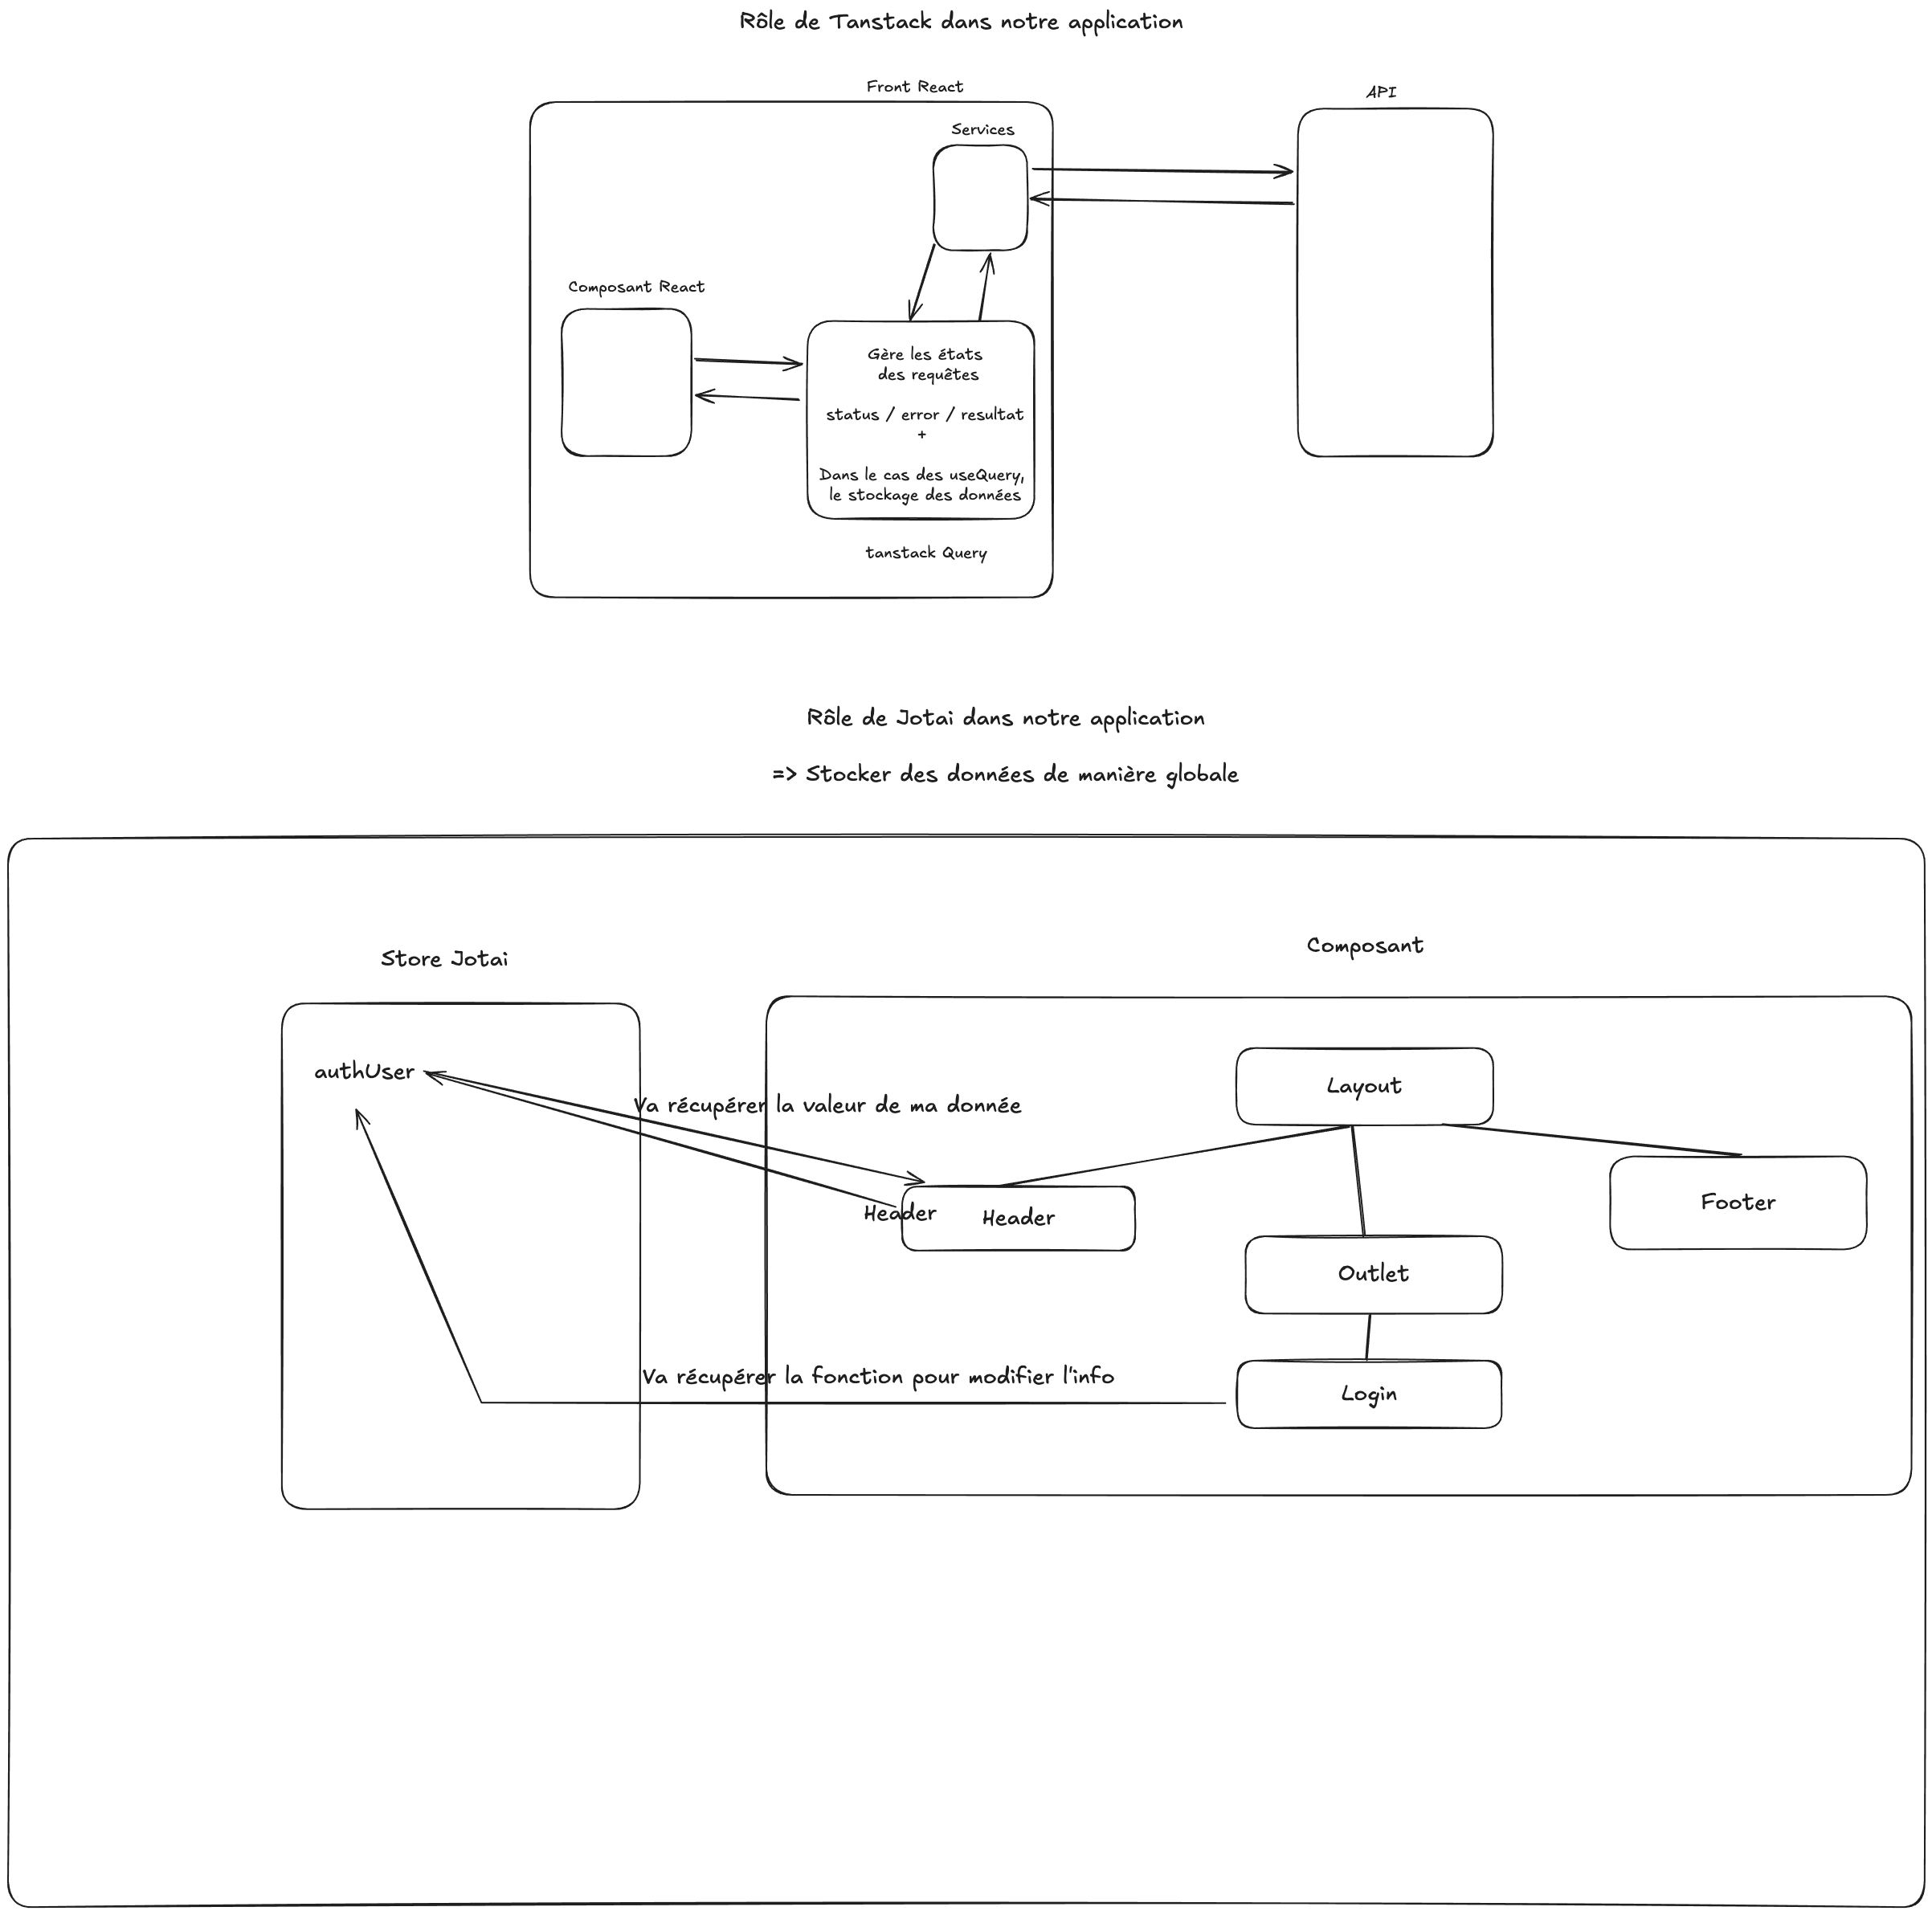 Rôle de Tanstack dans notre application
Front React
API
Services
Composant React
Gère les états
des requêtes
status / error / resultat
+
Dans le cas des useQuery,
le stockage des données
tanstack Query
Rôle de Jotai dans notre application
=> Stocker des données de manière globale
Store Jotai
Composant
authUser
Va récupérer la valeur de ma donnée
Layout
Header
Header
Footer
Outlet
Va récupérer la fonction pour modifier l'info
Login